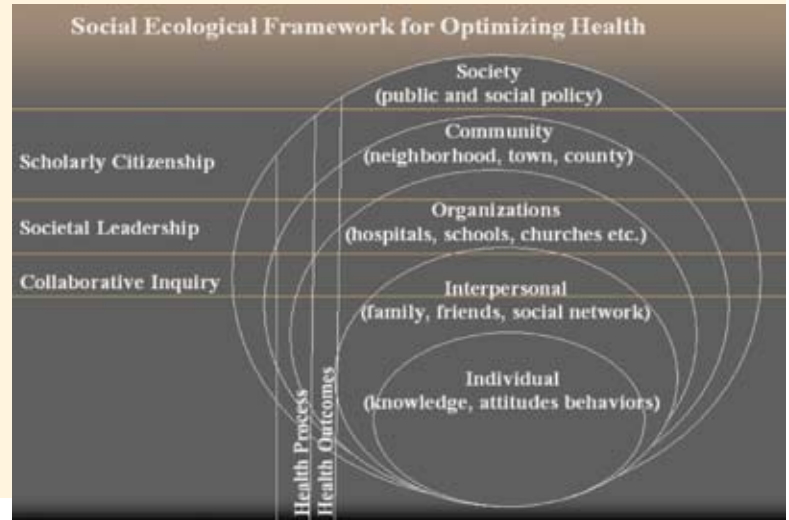 Social Ecological Framework for Optimizing Health
Society
(public and social policy)
Community
(neighborhood, town, county)
Scholarly Citizenship
Organizations
(hospitals, schools, churches etc.)
Societal Leadership
Collaborative Inquiry
Interpersonal
(family, friends, social network)
Individual
(knowledge, attitudes behaviors)
Health Process
Health Outcomes